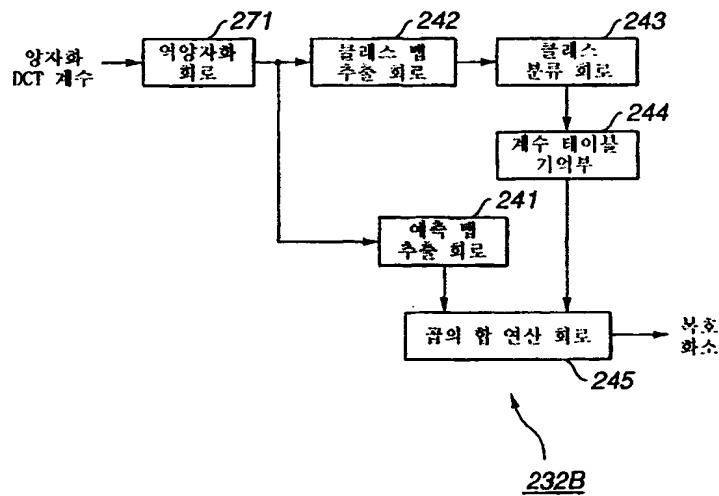 양자화
DCT 계수
271
역양자화
회로
242
클래스 탭
추출 회로
243
클래스
분류 회로
244
계수 테이블
기억부
241
예측 탭
추출 회로
곱의 합 연산 회로
245
복호
화소
232B